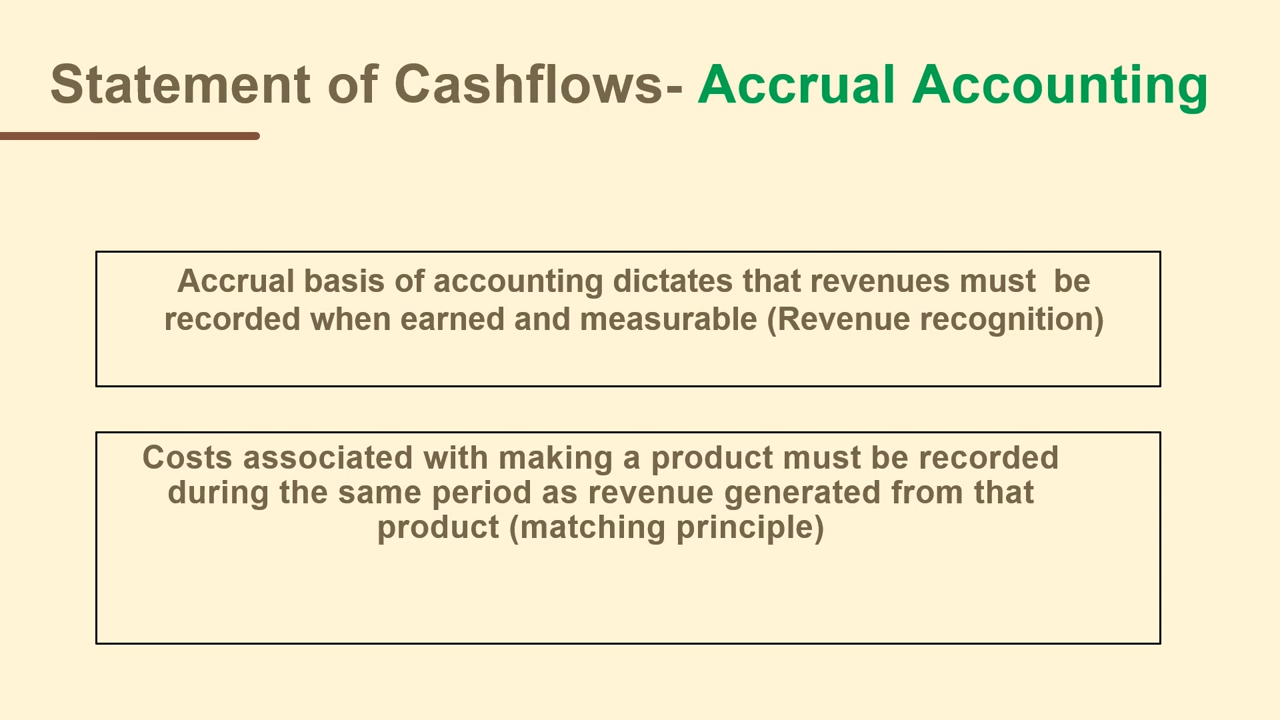 Statement of Cashflows- Accrual Accounting
Accrual basis of accounting dictates that revenues must  be
recorded when earned and measurable (Revenue recognition)
Costs associated with making a product must be recorded
during the same period as revenue generated from that
product (matching principle)